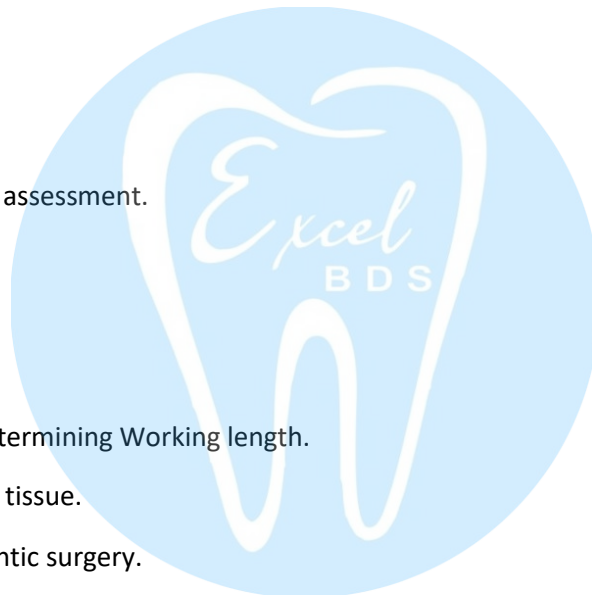 assessment.
Excel
BDS
termining Working length.
tissue.
ntic surgery.